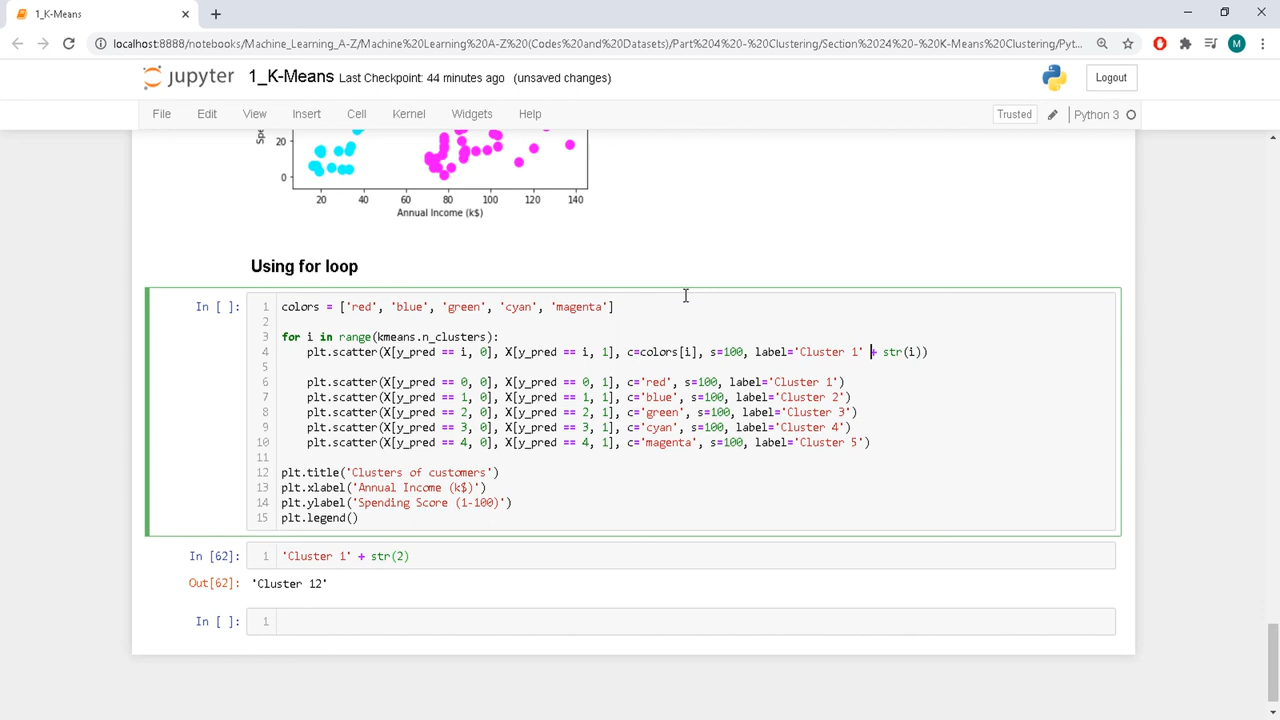 1_K-Means
localhost:8888/notebooks/Machine_Learning_A-Z/Machine%20Learning%20A-Z%20(Codes%20and%20Datasets)/Part%204%20-%20Clustering/Section%2024%20-%20K-Means%20Clustering/Pyt...
M
jupyter 1_K-Means Last Checkpoint: 44 minutes ago (unsaved changes)
Logout
File Edit View Insert Cell Kernel Widgets Help
Trusted Python 3
Spe
20
0
20 40 60 80 100 120 140
Annual Income (k$)
Using for loop
In [ ]: 1 colors = ['red', 'blue', 'green', 'cyan', 'magenta']
2
3 for i in range(kmeans.n_clusters):
4 plt.scatter(X[y_pred == i, 0], X[y_pred == i, 1], c=colors[i], s=100, label='Cluster 1' + str(i))
5
6 plt.scatter(X[y_pred == 0, 0], X[y_pred == 0, 1], c='red', s=100, label='Cluster 1')
7 plt.scatter(X[y_pred == 1, 0], X[y_pred == 1, 1], c='blue', s=100, label='Cluster 2')
8 plt.scatter(X[y_pred == 2, 0], X[y_pred == 2, 1], c='green', s=100, label='Cluster 3')
9 plt.scatter(X[y_pred == 3, 0], X[y_pred == 3, 1], c='cyan', s=100, label='Cluster 4')
10 plt.scatter(X[y_pred == 4, 0], X[y_pred == 4, 1], c='magenta', s=100, label='Cluster 5')
11
12 plt.title('Clusters of customers')
13 plt.xlabel('Annual Income (k$)')
14 plt.ylabel('Spending Score (1-100)')
15 plt.legend()
In [62]: 1 'Cluster 1' + str(2)
Out[62]: 'Cluster 12'
In [ ]: 1